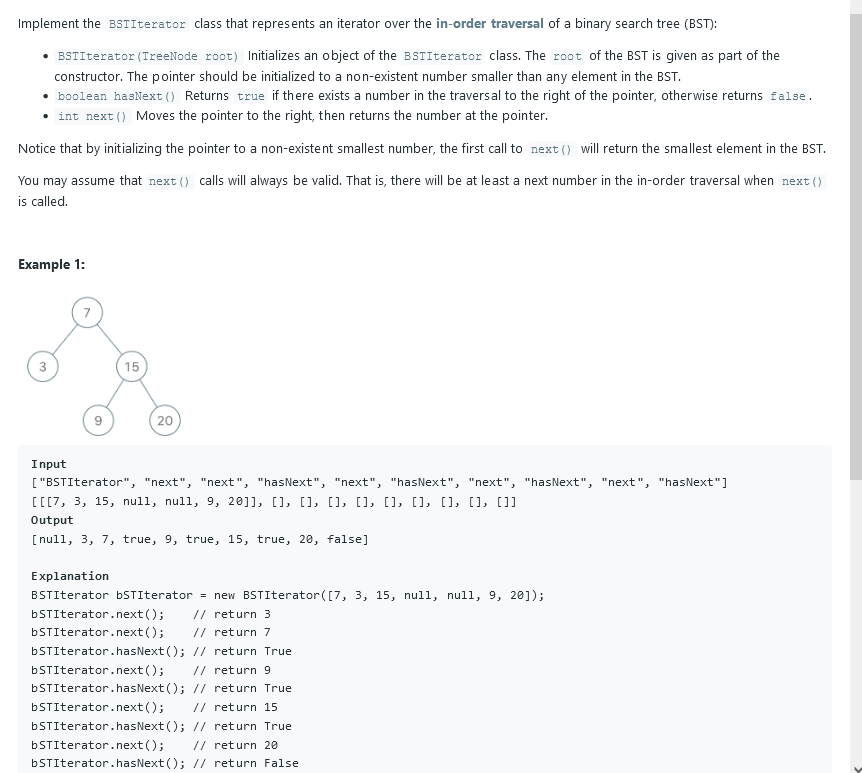 Implement the BSTIterator class that represents an iterator over the in-order traversal of a binary search tree (BST):
• BSTIterator(TreeNode root) Initializes an object of the BSTIterator class. The root of the BST is given as part of the
constructor. The pointer should be initialized to a non-existent number smaller than any element in the BST.
• boolean hasNext() Returns true if there exists a number in the traversal to the right of the pointer, otherwise returns false.
• int next() Moves the pointer to the right, then returns the number at the pointer.
Notice that by initializing the pointer to a non-existent smallest number, the first call to next() will return the smallest element in the BST.
You may assume that next() calls will always be valid. That is, there will be at least a next number in the in-order traversal when next()
is called.
Example 1:
7
3 15
9 20
Input
["BSTIterator", "next", "next", "hasNext", "next", "hasNext", "next", "hasNext", "next", "hasNext"]
[[[7, 3, 15, null, null, 9, 20]], [], [], [], [], [], [], [], [], []]
Output
[null, 3, 7, true, 9, true, 15, true, 20, false]
Explanation
BSTIterator bSTIterator = new BSTIterator([7, 3, 15, null, null, 9, 20]);
bSTIterator.next();    // return 3
bSTIterator.next();    // return 7
bSTIterator.hasNext(); // return True
bSTIterator.next();    // return 9
bSTIterator.hasNext(); // return True
bSTIterator.next();    // return 15
bSTIterator.hasNext(); // return True
bSTIterator.next();    // return 20
bSTIterator.hasNext(); // return False